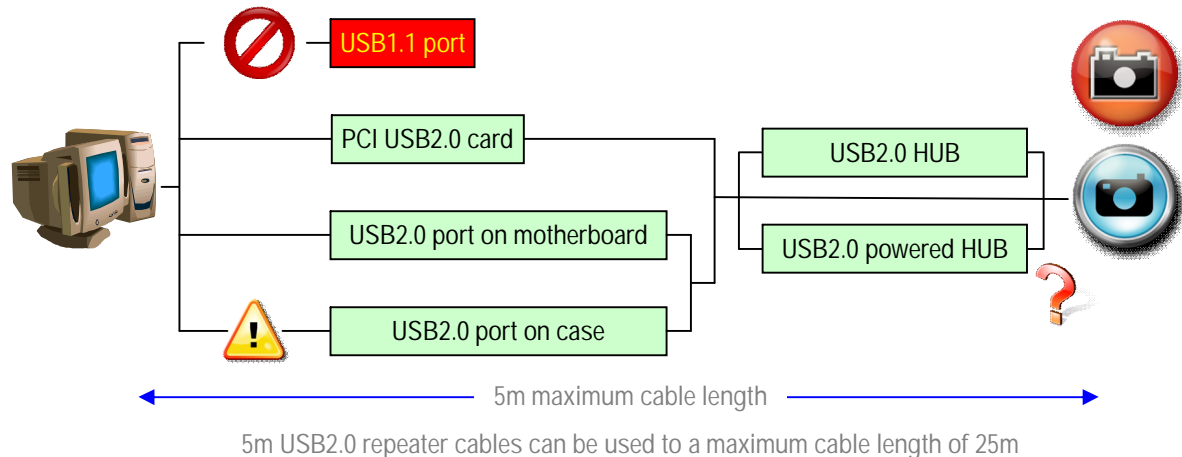 USB1.1 port
PCI USB2.0 card
USB2.0 HUB
USB2.0 port on motherboard
USB2.0 powered HUB
USB2.0 port on case
5m maximum cable length
5m USB2.0 repeater cables can be used to a maximum cable length of 25m